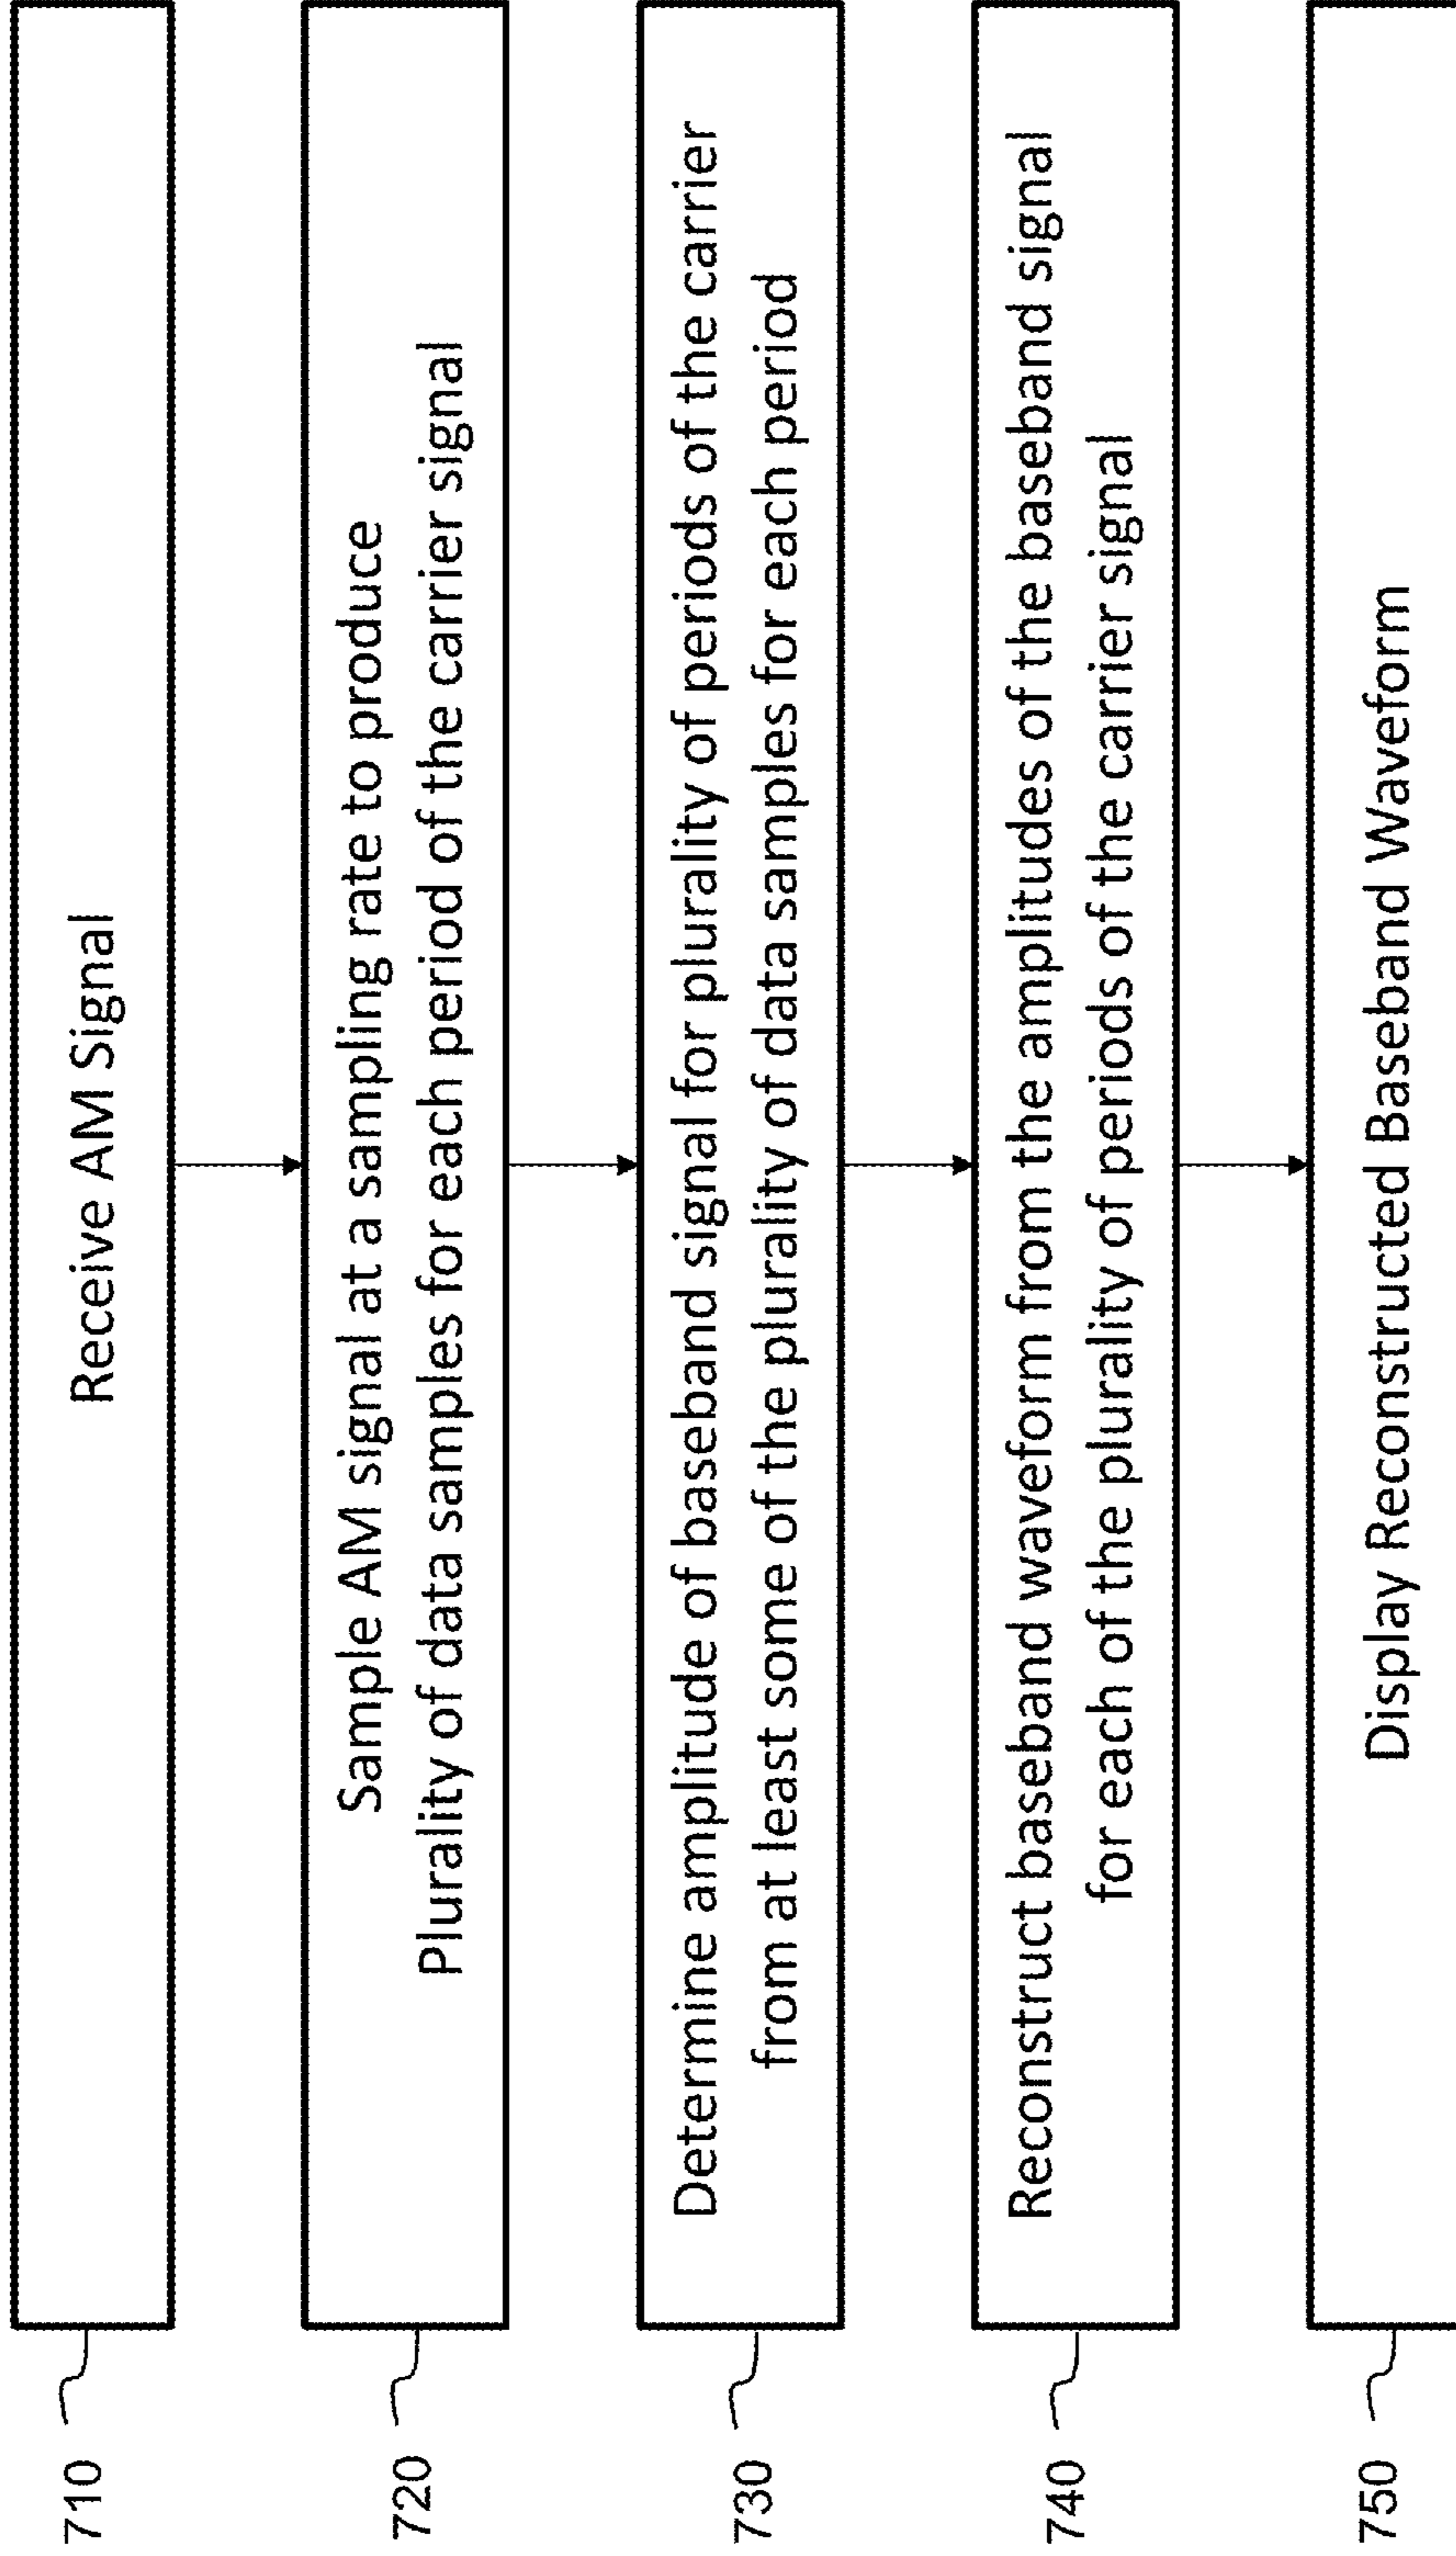 710
Receive AM Signal
720
Sample AM signal at a sampling rate to produce
Plurality of data samples for each period of the carrier signal
730
Determine amplitude of baseband signal for plurality of periods of the carrier
from at least some of the plurality of data samples for each period
740
Reconstruct baseband waveform from the amplitudes of the baseband signal
for each of the plurality of periods of the carrier signal
750
Display Reconstructed Baseband Waveform